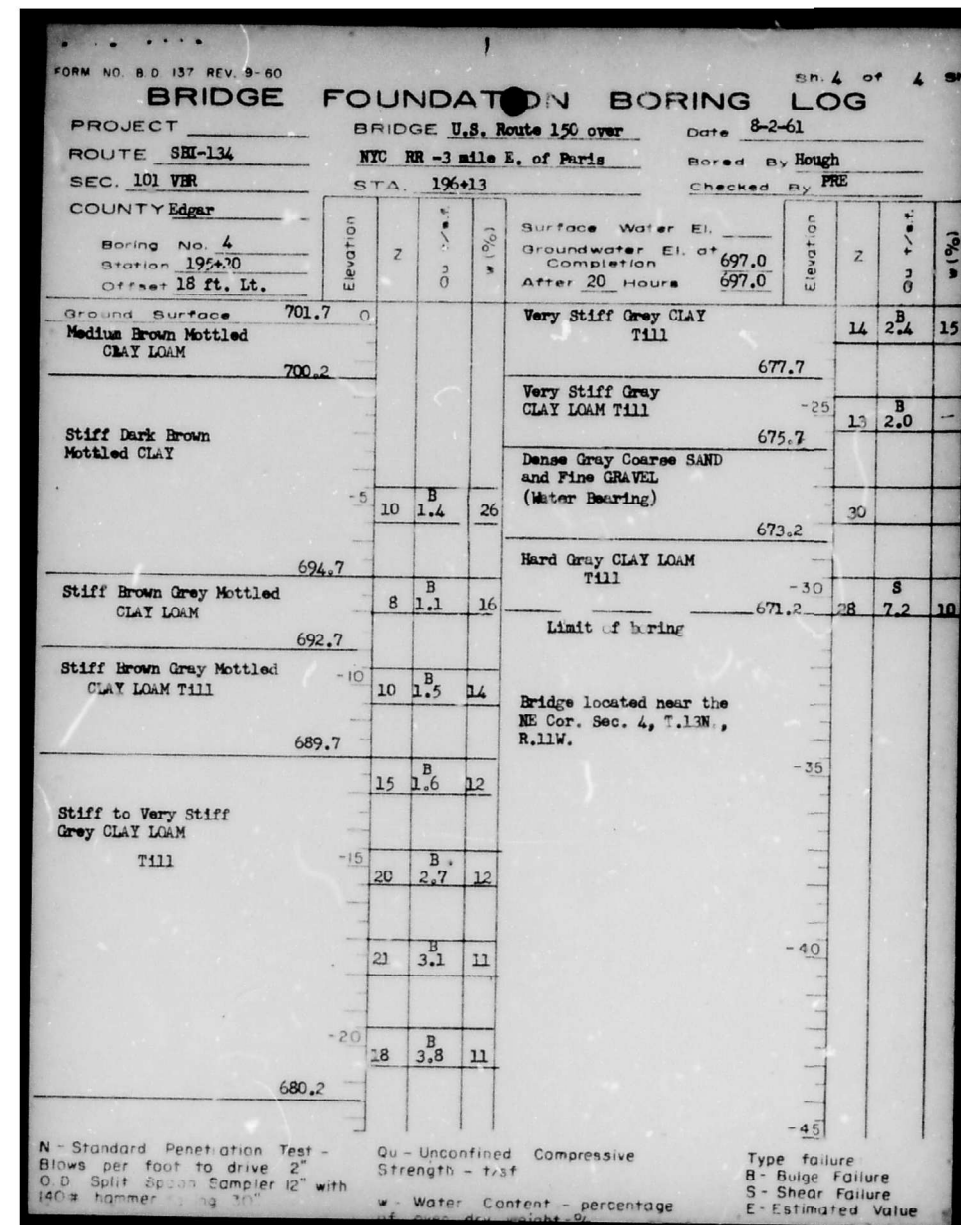 FORM NO. B.D. 137 REV. 9-60
Sh. 4 of 4
BRIDGE FOUNDATION BORING LOG
PROJECT
BRIDGE U.S. Route 150 over
Date 8-2-61
ROUTE SBI-134
NYC RR -3 mile E. of Paris
Bored By Hough
SEC. 101 VBR
STA. 196+13
Checked By PRE
COUNTY Edgar
Boring No. 4
Station 195+20
Offset 18 ft. Lt.
Elevation
N
Qu t/s.f.
w (%)
Surface Water El.
Groundwater El. at
Completion 697.0
After 20 Hours 697.0
Elevation
N
Qu t/s.f.
w (%)
Ground Surface 701.7 0
Medium Brown Mottled
CLAY LOAM
700.2
Stiff Dark Brown
Mottled CLAY
-5
B
10 1.4 26
694.7
Stiff Brown Grey Mottled
CLAY LOAM
B
8 1.1 16
692.7
Stiff Brown Gray Mottled
CLAY LOAM Till
-10
B
10 1.5 14
689.7
B
15 1.6 12
Stiff to Very Stiff
Grey CLAY LOAM
Till
-15
B
20 2.7 12
B
21 3.1 11
-20
B
18 3.8 11
680.2
Very Stiff Grey CLAY
Till
B
14 2.4 15
677.7
Very Stiff Gray
CLAY LOAM Till
-25
B
13 2.0 -
675.7
Dense Gray Coarse SAND
and Fine GRAVEL
(Water Bearing)
30
673.2
Hard Gray CLAY LOAM
Till
-30
S
671.2 28 7.2 10
Limit of boring
Bridge located near the
NE Cor. Sec. 4, T.13N.,
R.11W.
-35
-40
-45
N - Standard Penetration Test -
Blows per foot to drive 2"
O.D. Split Spoon Sampler 12" with
140# hammer 30"
Qu - Unconfined Compressive
Strength - t/sf
w - Water Content - percentage
of oven dry weight - %
Type failure
B - Bulge Failure
S - Shear Failure
E - Estimated Value